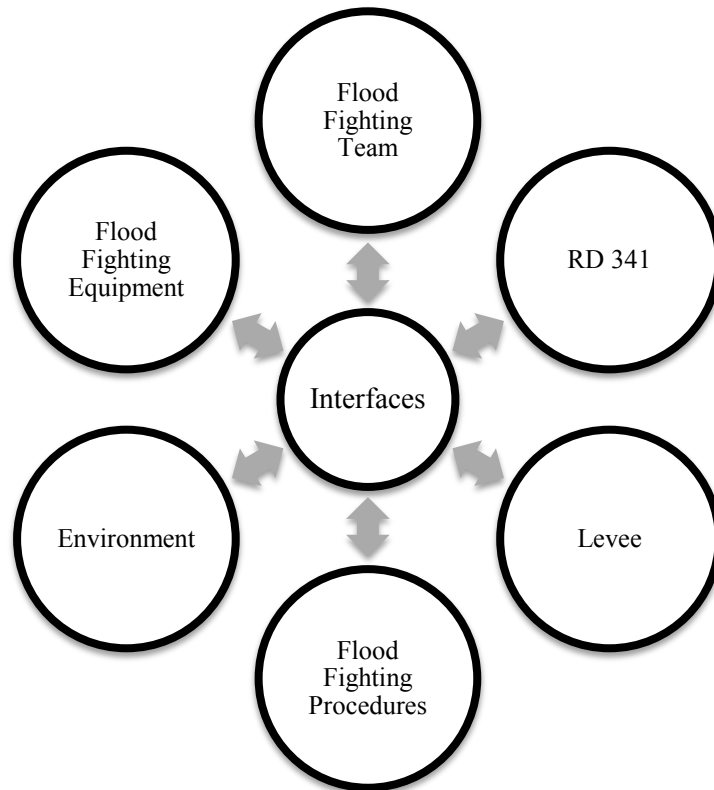 Flood
Fighting
Team
Flood
Fighting
Equipment
RD 341
Interfaces
Environment
Levee
Flood
Fighting
Procedures